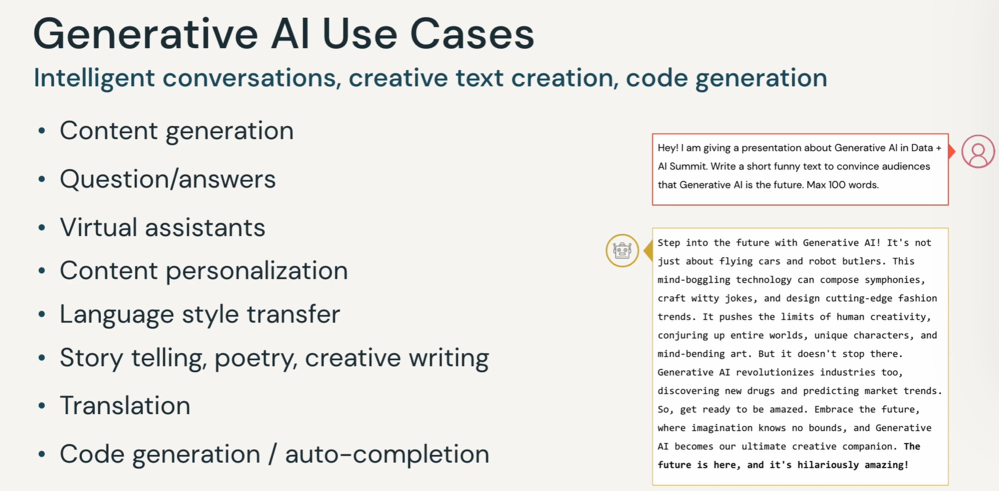 Generative AI Use Cases
Intelligent conversations, creative text creation, code generation
• Content generation
• Question/answers
• Virtual assistants
• Content personalization
• Language style transfer
• Story telling, poetry, creative writing
• Translation
• Code generation / auto-completion
Hey! I am giving a presentation about Generative AI in Data +
AI Summit. Write a short funny text to convince audiences
that Generative AI is the future. Max 100 words.
Step into the future with Generative AI! It's not
just about flying cars and robot butlers. This
mind-boggling technology can compose symphonies,
craft witty jokes, and design cutting-edge fashion
trends. It pushes the limits of human creativity,
conjuring up entire worlds, unique characters, and
mind-bending art. But it doesn't stop there.
Generative AI revolutionizes industries too,
discovering new drugs and predicting market trends.
So, get ready to be amazed. Embrace the future,
where imagination knows no bounds, and Generative
AI becomes our ultimate creative companion. The
future is here, and it's hilariously amazing!